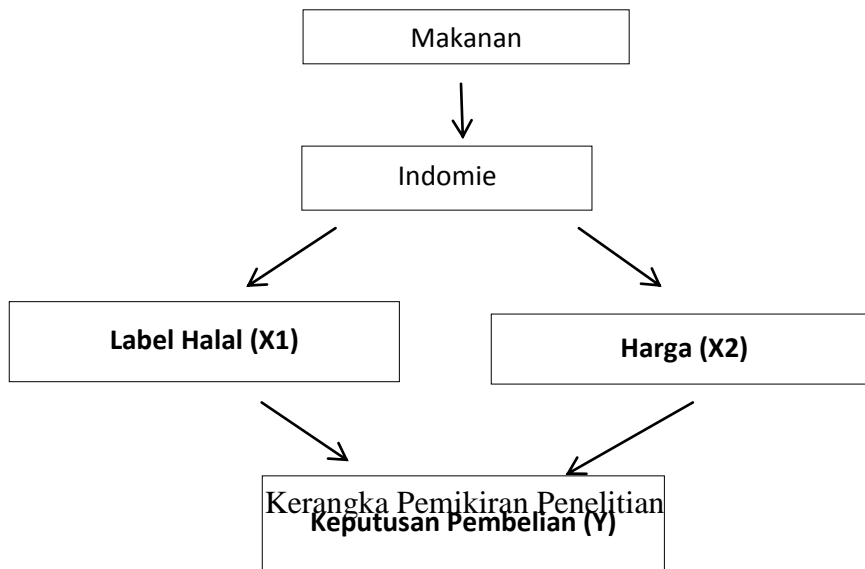 Makanan
Indomie
Label Halal (X1)
Harga (X2)
Kerangka Pemikiran Penelitian
Keputusan Pembelian (Y)